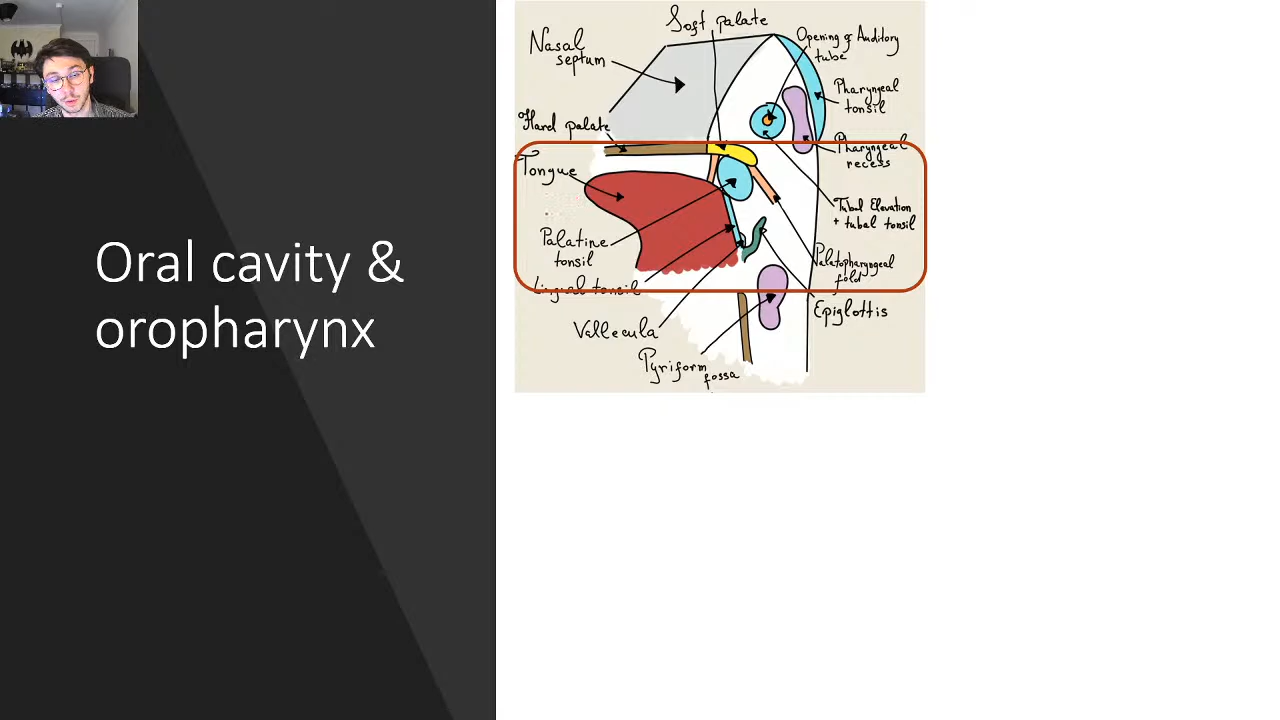 Oral cavity &
oropharynx
Soft palate
Nasal
septum
Opening of Auditory
tube
Pharyngeal
tonsil
Hard palate
Pharyngeal
recess
Tongue
Tubal Elevation
+ tubal tonsil
Palatine
tonsil
Palatopharyngeal
fold
Lingual tonsil
Epiglottis
Vallecula
Pyriform
fossa